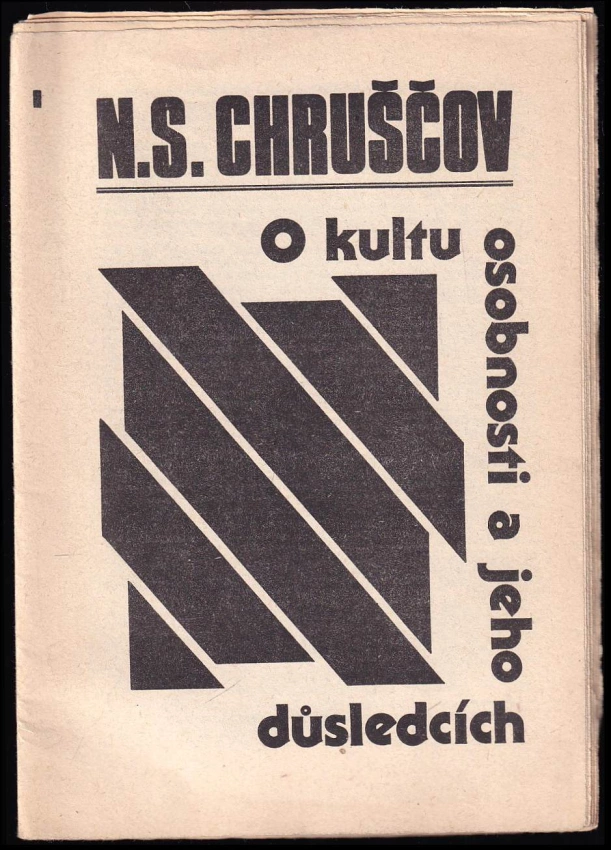 N.S. CHRUŠČOV
O kultu
osobnosti a jeho
důsledcích